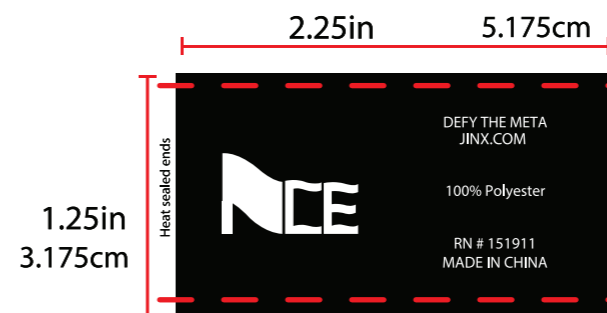 2.25in 5.175cm
Heat sealed ends
1.25in
3.175cm
NCE
DEFY THE META
JINX.COM
100% Polyester
RN # 151911
MADE IN CHINA